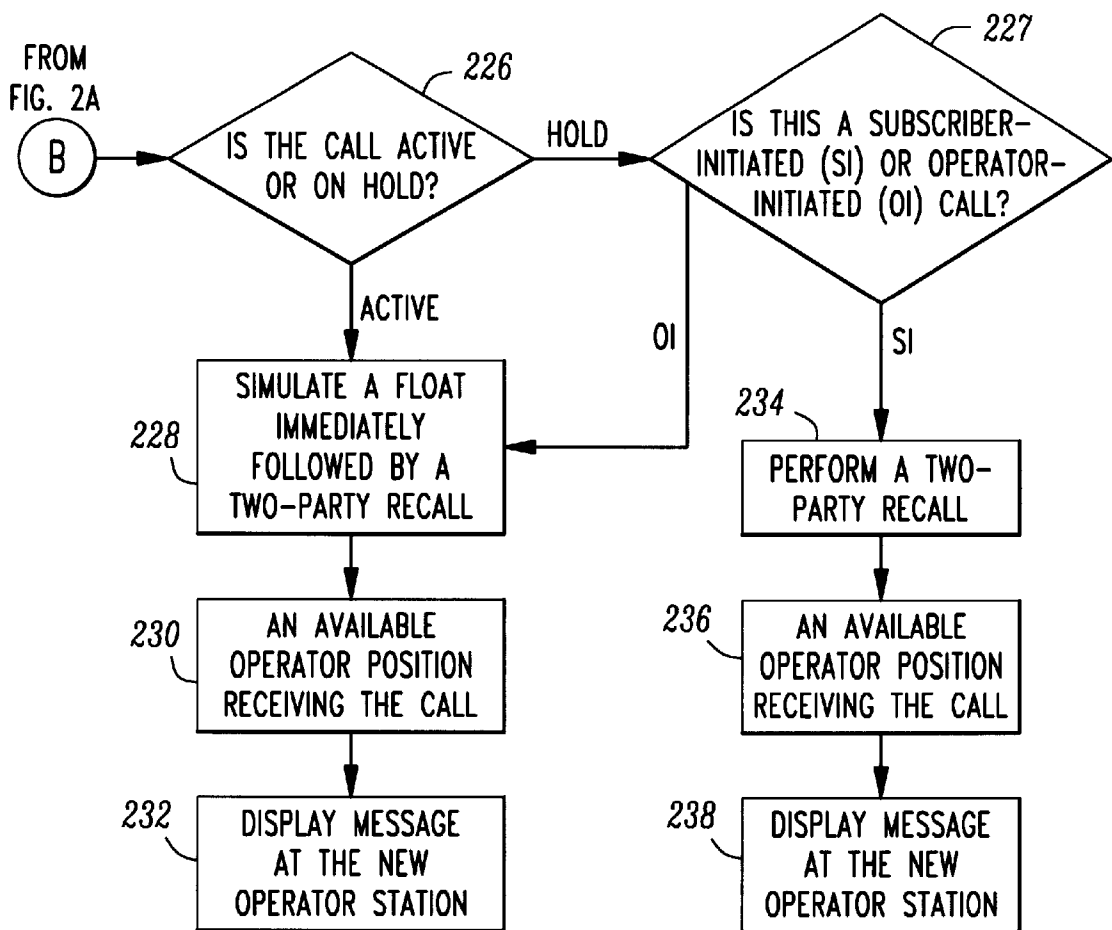 FROM
FIG. 2A
B
226
IS THE CALL ACTIVE
OR ON HOLD?
HOLD
227
IS THIS A SUBSCRIBER-
INITIATED (SI) OR OPERATOR-
INITIATED (OI) CALL?
ACTIVE
OI
SI
228
SIMULATE A FLOAT
IMMEDIATELY
FOLLOWED BY A
TWO-PARTY RECALL
234
PERFORM A TWO-
PARTY RECALL
230
AN AVAILABLE
OPERATOR POSITION
RECEIVING THE CALL
236
AN AVAILABLE
OPERATOR POSITION
RECEIVING THE CALL
232
DISPLAY MESSAGE
AT THE NEW
OPERATOR STATION
238
DISPLAY MESSAGE
AT THE NEW
OPERATOR STATION